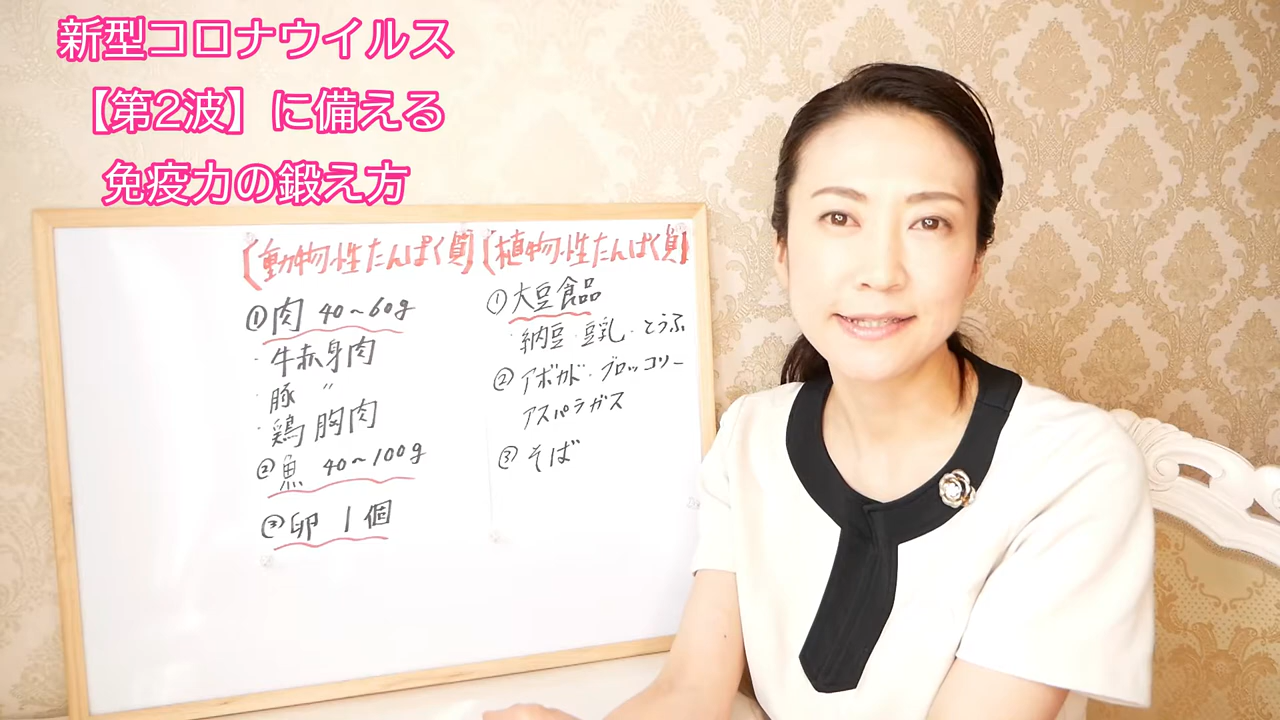 新型コロナウイルス
【第2波】に備える
免疫力の鍛え方
【動物性たんぱく質】
①肉 40〜60g
・牛赤身肉
・豚 〃
・鶏胸肉
②魚 40〜100g
③卵 1個
【植物性たんぱく質】
①大豆食品
・納豆・豆乳・とうふ
②アボカド・ブロッコリー
アスパラガス
③そば